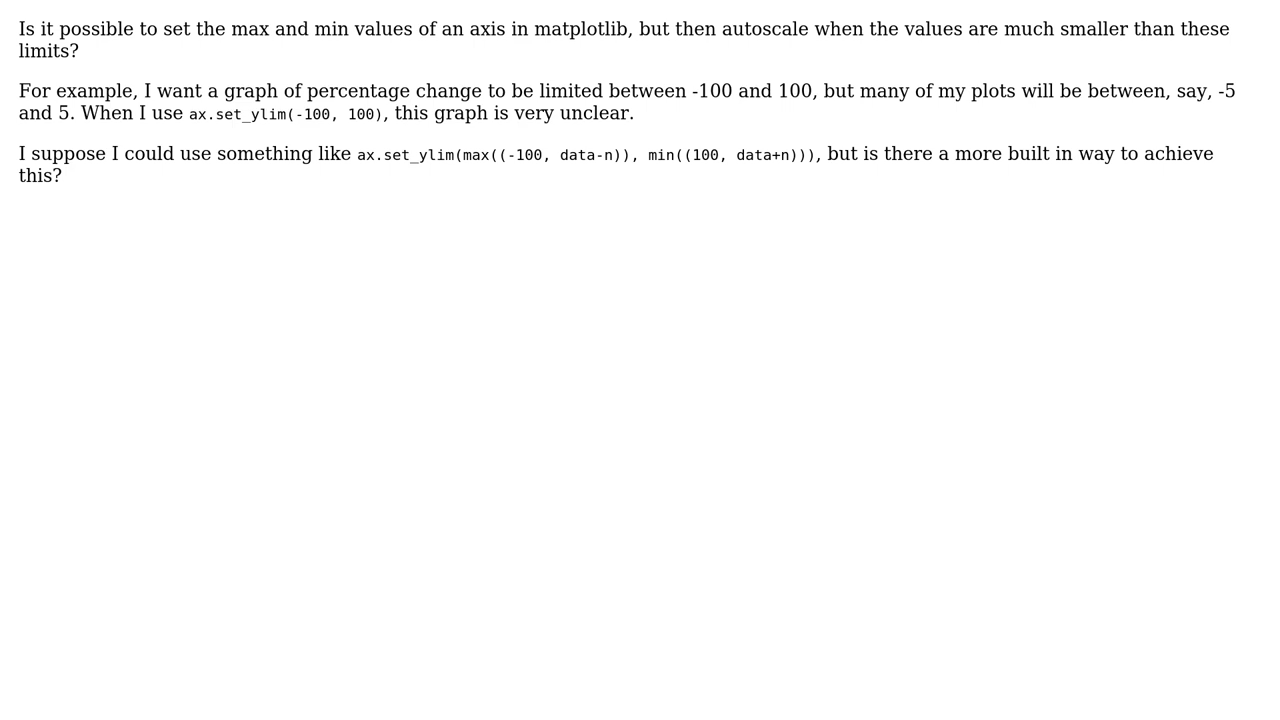 Is it possible to set the max and min values of an axis in matplotlib, but then autoscale when the values are much smaller than these
limits?
For example, I want a graph of percentage change to be limited between -100 and 100, but many of my plots will be between, say, -5
and 5. When I use ax.set_ylim(-100, 100), this graph is very unclear.
I suppose I could use something like ax.set_ylim(max((-100, data-n)), min((100, data+n))), but is there a more built in way to achieve
this?